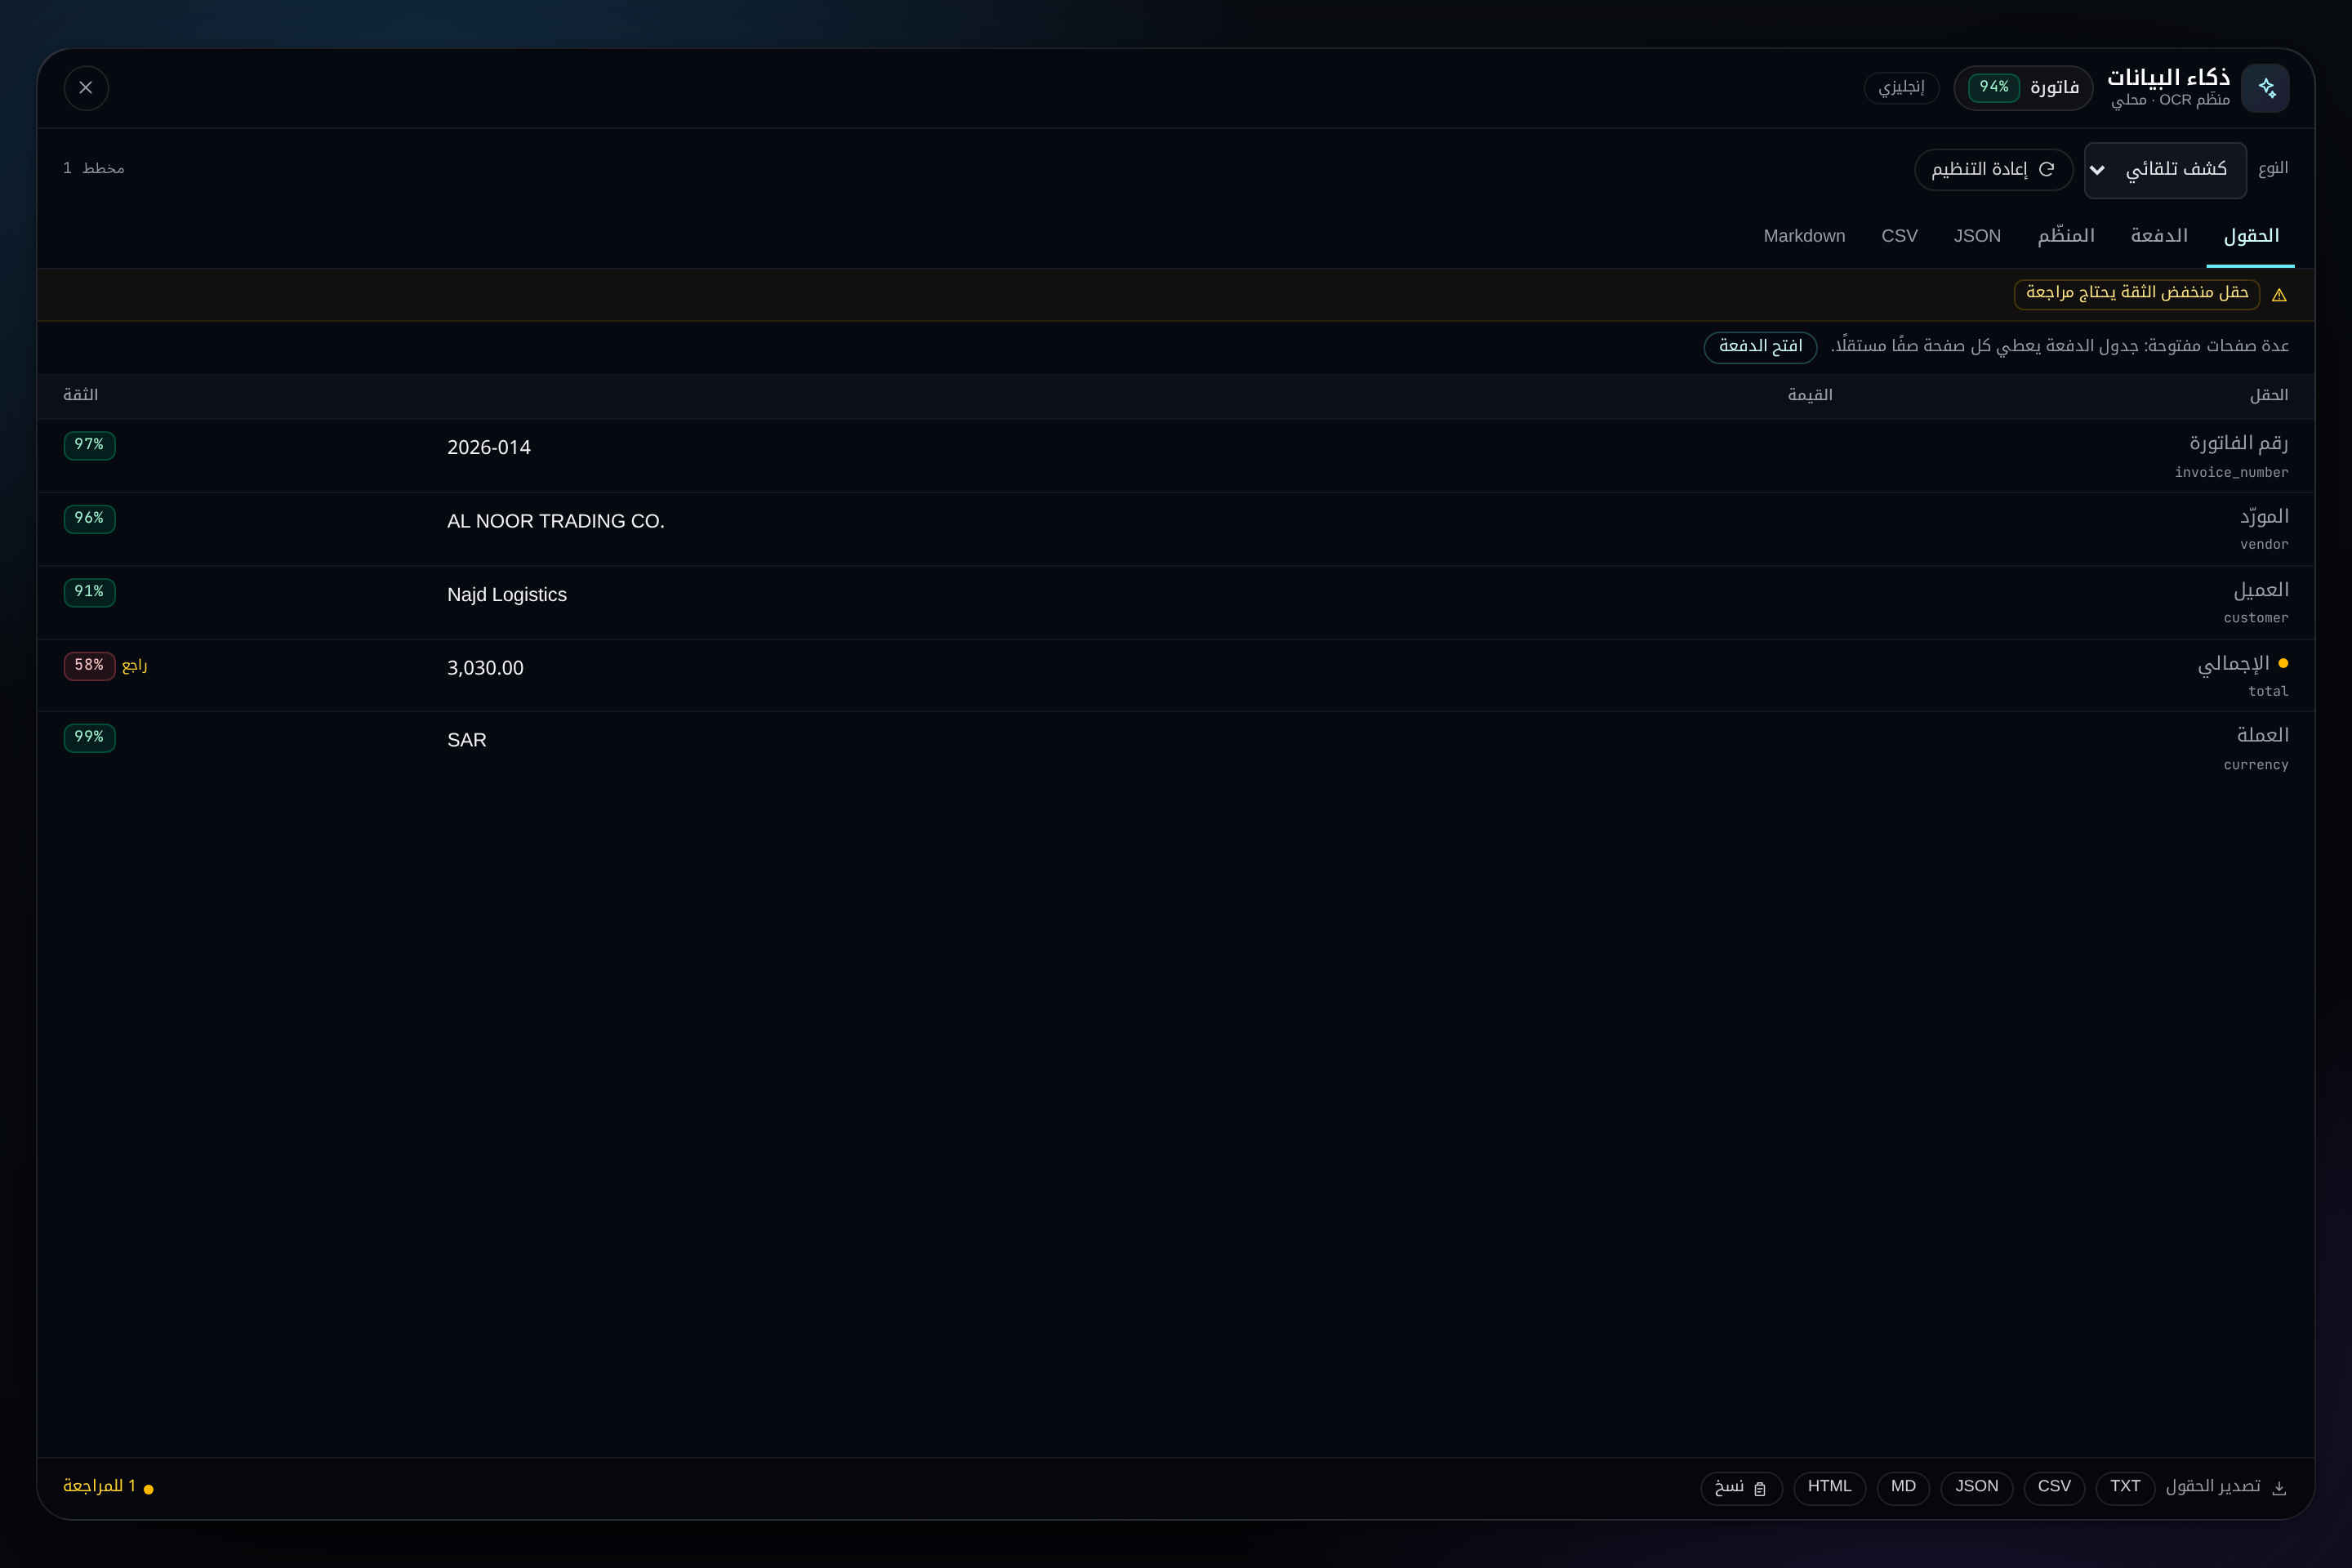 ذكاء البيانات
منظّم OCR · محلي
فاتورة 94%
إنجليزي
النوع
كشف تلقائي
إعادة التنظيم
مخطط 1
الحقول الدفعة المنظّم JSON CSV Markdown
حقل منخفض الثقة يحتاج مراجعة
عدة صفحات مفتوحة: جدول الدفعة يعطي كل صفحة صفًا مستقلًا. افتح الدفعة
الحقل القيمة الثقة
رقم الفاتورة 2026-014 97%
invoice_number
المورّد AL NOOR TRADING CO. 96%
vendor
العميل Najd Logistics 91%
customer
الإجمالي 3,030.00 راجع 58%
total
العملة SAR 99%
currency
تصدير الحقول TXT CSV JSON MD HTML نسخ
1 للمراجعة